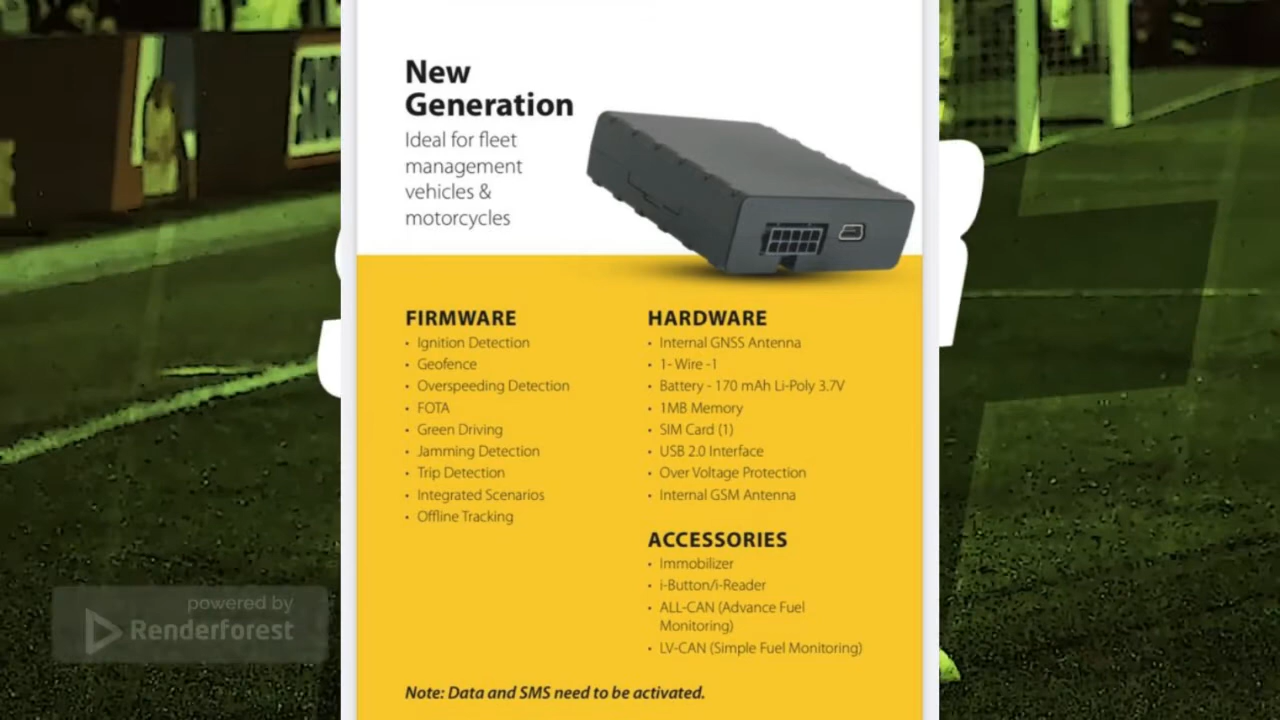 New
Generation
Ideal for fleet
management
vehicles &
motorcycles
FIRMWARE
• Ignition Detection
• Geofence
• Overspeeding Detection
• FOTA
• Green Driving
• Jamming Detection
• Trip Detection
• Integrated Scenarios
• Offline Tracking
HARDWARE
• Internal GNSS Antenna
• 1- Wire -1
• Battery - 170 mAh Li-Poly 3.7V
• 1MB Memory
• SIM Card (1)
• USB 2.0 Interface
• Over Voltage Protection
• Internal GSM Antenna
ACCESSORIES
• Immobilizer
• i-Button/i-Reader
• ALL-CAN (Advance Fuel
Monitoring)
• LV-CAN (Simple Fuel Monitoring)
Note: Data and SMS need to be activated.
powered by
Renderforest